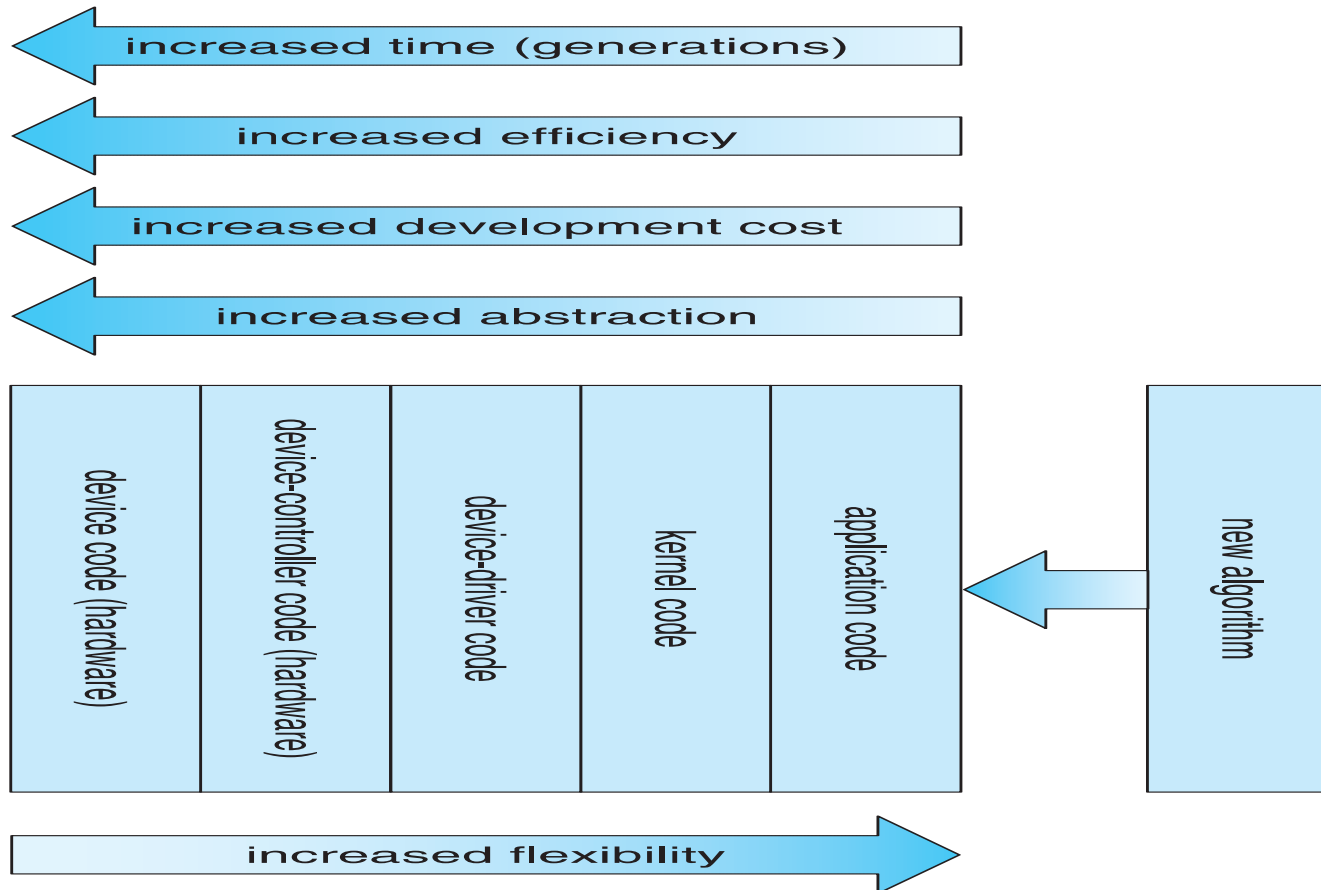 increased time (generations)
increased efficiency
increased development cost
increased abstraction
device code (hardware)
device-controller code (hardware)
device-driver code
kernel code
application code
new algorithm
increased flexibility